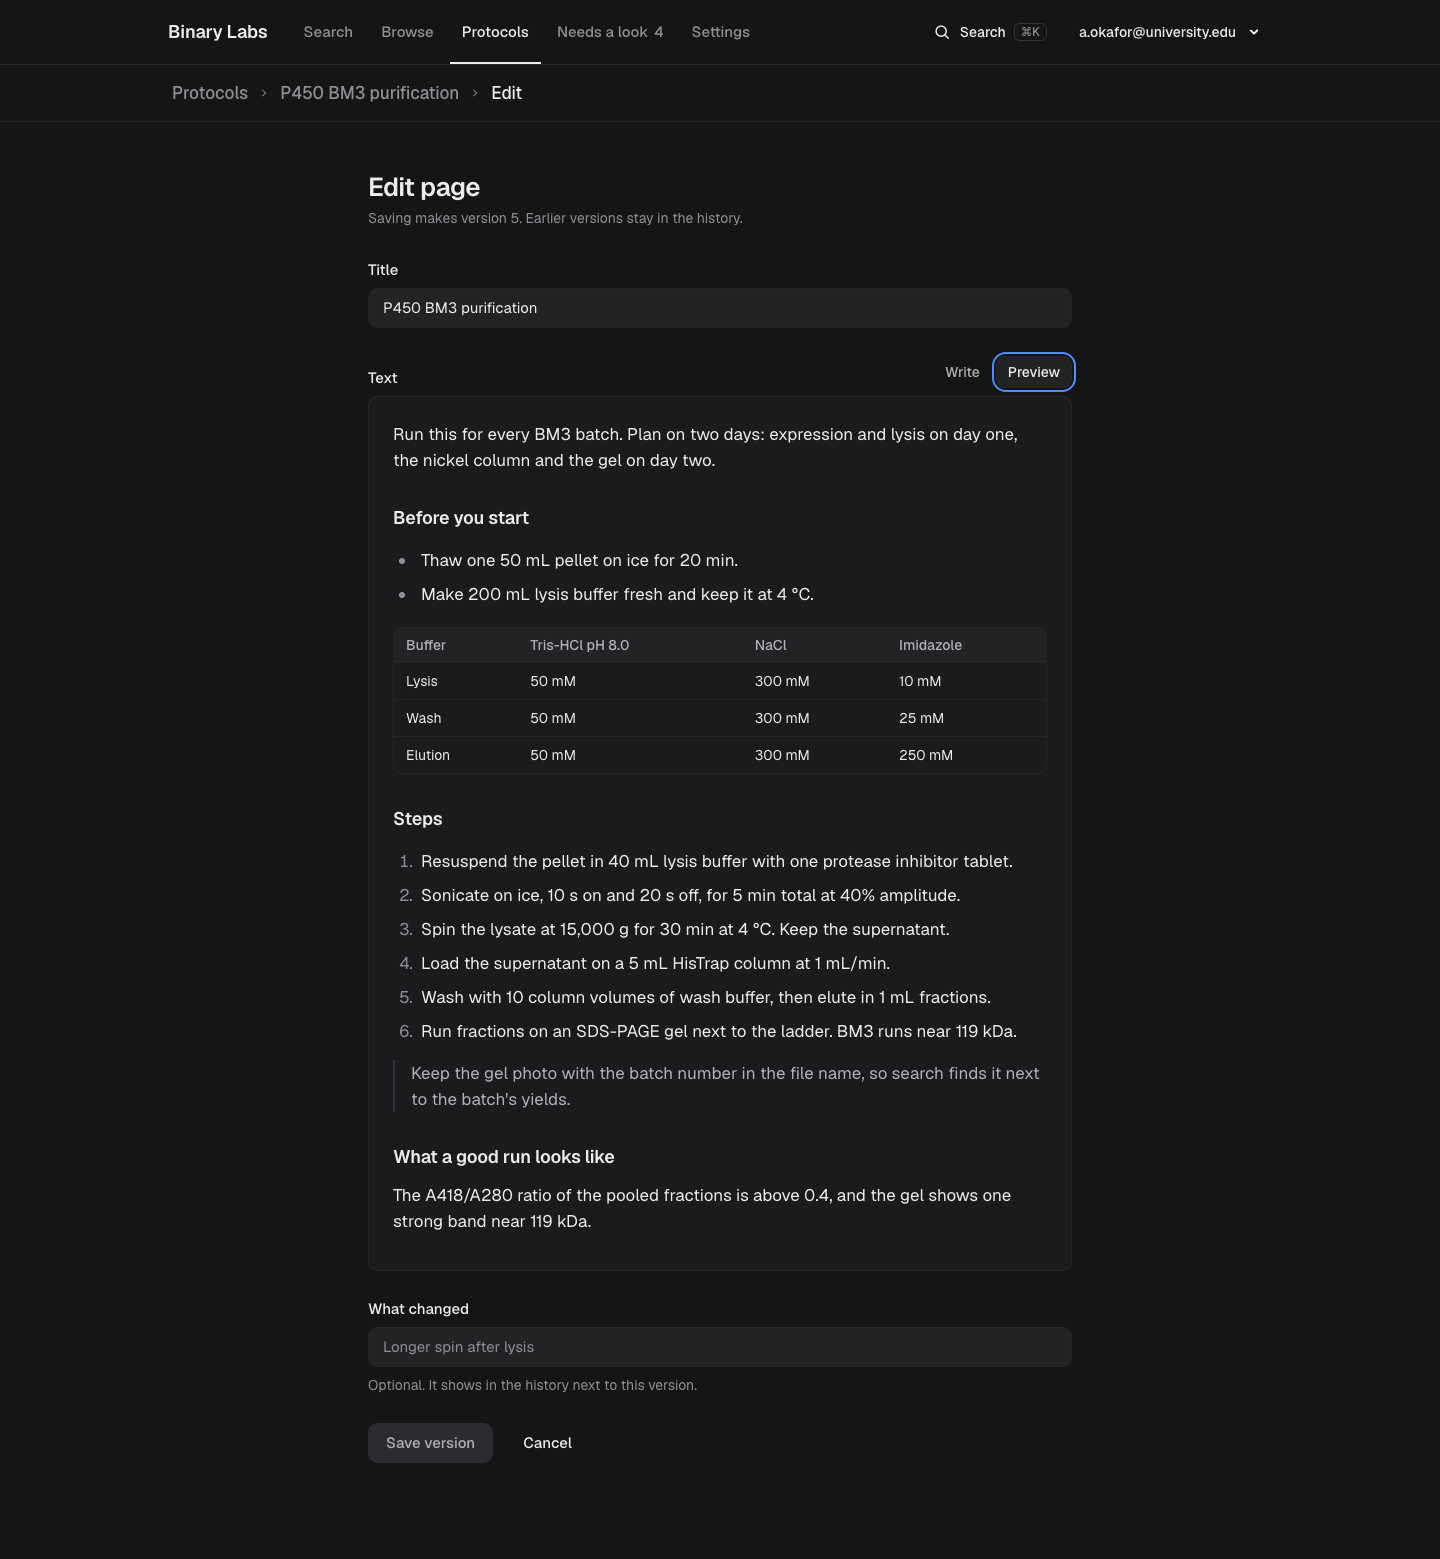 Binary Labs Search Browse Protocols Needs a look 4 Settings Search ⌘K a.okafor@university.edu
Protocols › P450 BM3 purification › Edit
Edit page
Saving makes version 5. Earlier versions stay in the history.
Title
P450 BM3 purification
Text Write Preview
Run this for every BM3 batch. Plan on two days: expression and lysis on day one,
the nickel column and the gel on day two.
Before you start
• Thaw one 50 mL pellet on ice for 20 min.
• Make 200 mL lysis buffer fresh and keep it at 4 °C.
Buffer Tris-HCl pH 8.0 NaCl Imidazole
Lysis 50 mM 300 mM 10 mM
Wash 50 mM 300 mM 25 mM
Elution 50 mM 300 mM 250 mM
Steps
1. Resuspend the pellet in 40 mL lysis buffer with one protease inhibitor tablet.
2. Sonicate on ice, 10 s on and 20 s off, for 5 min total at 40% amplitude.
3. Spin the lysate at 15,000 g for 30 min at 4 °C. Keep the supernatant.
4. Load the supernatant on a 5 mL HisTrap column at 1 mL/min.
5. Wash with 10 column volumes of wash buffer, then elute in 1 mL fractions.
6. Run fractions on an SDS-PAGE gel next to the ladder. BM3 runs near 119 kDa.
Keep the gel photo with the batch number in the file name, so search finds it next
to the batch's yields.
What a good run looks like
The A418/A280 ratio of the pooled fractions is above 0.4, and the gel shows one
strong band near 119 kDa.
What changed
Longer spin after lysis
Optional. It shows in the history next to this version.
Save version Cancel